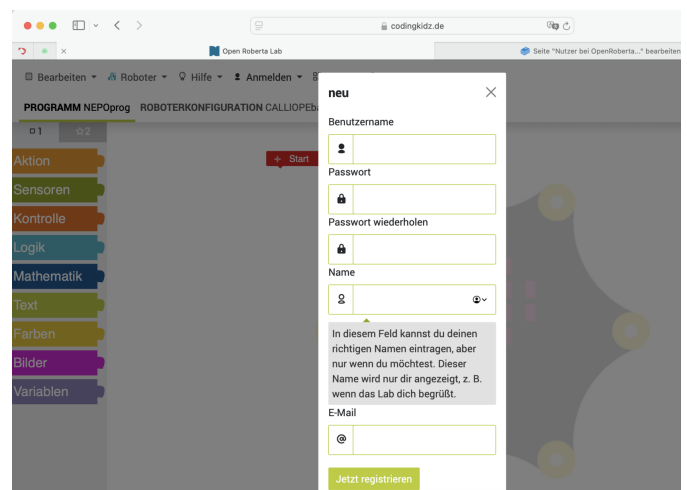 codingkidz.de
Open Roberta Lab
Seite "Nutzer bei OpenRoberta..." bearbeiten
Bearbeiten Roboter Hilfe Anmelden
PROGRAMM NEPOprog ROBOTERKONFIGURATION CALLIOPEba
1 2
Aktion
Sensoren
Kontrolle
Logik
Mathematik
Text
Farben
Bilder
Variablen
+ Start
neu
Benutzername
Passwort
Passwort wiederholen
Name
In diesem Feld kannst du deinen
richtigen Namen eintragen, aber
nur wenn du möchtest. Dieser
Name wird nur dir angezeigt, z. B.
wenn das Lab dich begrüßt.
E-Mail
@
Jetzt registrieren